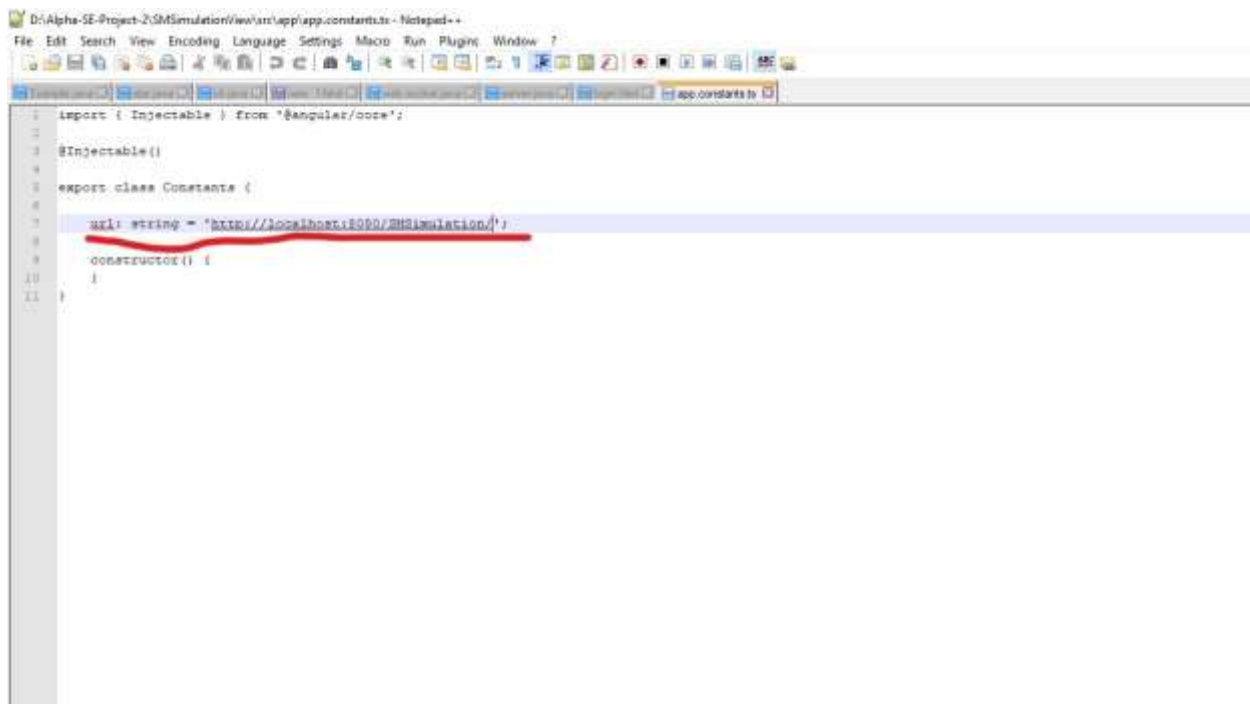 D:\Alpha-SE-Project-2\SMSimulationView\src\app\app.constants.ts - Notepad++
File Edit Search View Encoding Language Settings Macro Run Plugins Window ?
app.constants.ts
1 import { Injectable } from '@angular/core';
2
3 @Injectable()
4
5 export class Constants {
6
7 url: string = 'http://localhost:8080/SMSimulation/';
8
9 constructor() {
10 }
11 }